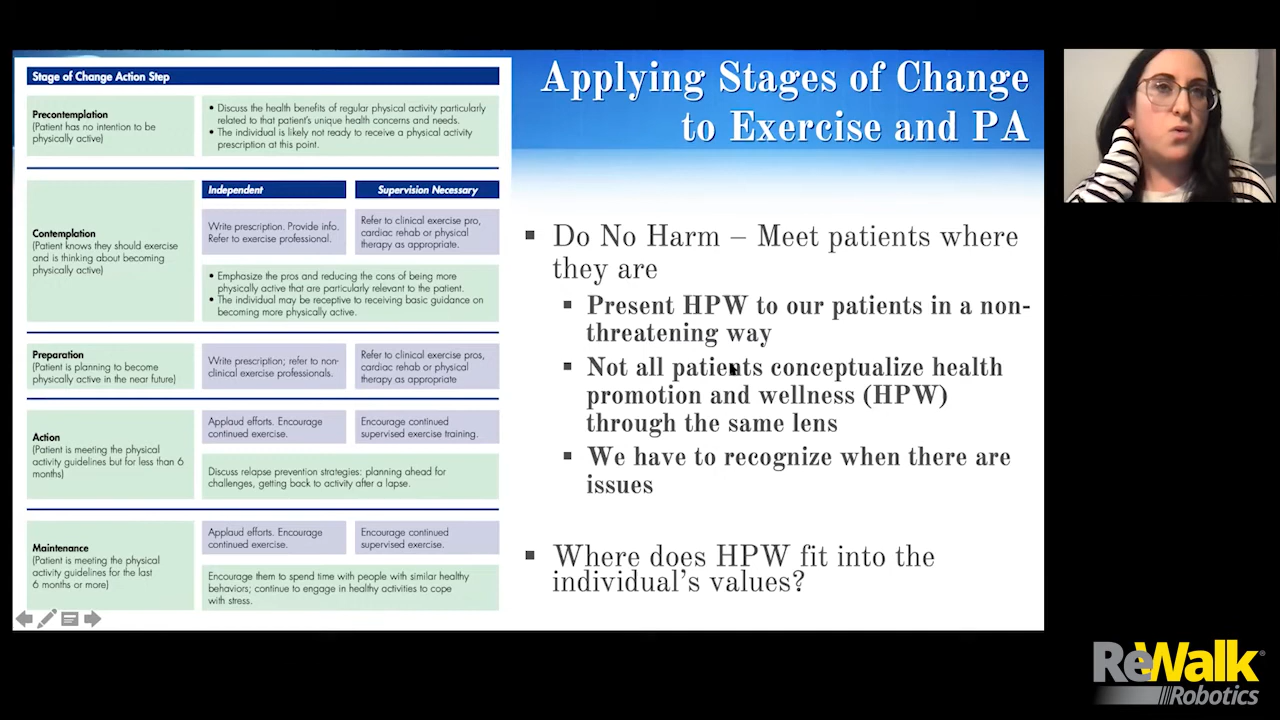 Stage of Change Action Step
Precontemplation
(Patient has no intention to be
physically active)
• Discuss the health benefits of regular physical activity particularly
related to that patient's unique health concerns and needs.
• The individual is likely not ready to receive a physical activity
prescription at this point.
Independent
Supervision Necessary
Contemplation
(Patient knows they should exercise
and is thinking about becoming
physically active)
Write prescription. Provide info.
Refer to exercise professional.
Refer to clinical exercise pro,
cardiac rehab or physical
therapy as appropriate.
• Emphasize the pros and reducing the cons of being more
physically active that are particularly relevant to the patient.
• The individual may be receptive to receiving basic guidance on
becoming more physically active.
Preparation
(Patient is planning to become
physically active in the near future)
Write prescription; refer to non-
clinical exercise professionals.
Refer to clinical exercise pros,
cardiac rehab or physical
therapy as appropriate
Action
(Patient is meeting the physical
activity guidelines but for less than 6
months)
Applaud efforts. Encourage
continued exercise.
Encourage continued
supervised exercise training.
Discuss relapse prevention strategies: planning ahead for
challenges, getting back to activity after a lapse.
Maintenance
(Patient is meeting the physical
activity guidelines for the last
6 months or more)
Applaud efforts. Encourage
continued exercise.
Encourage continued
supervised exercise.
Encourage them to spend time with people with similar healthy
behaviors; continue to engage in healthy activities to cope
with stress.
Applying Stages of Change
to Exercise and PA
▪ Do No Harm – Meet patients where
they are
▪ Present HPW to our patients in a non-
threatening way
▪ Not all patients conceptualize health
promotion and wellness (HPW)
through the same lens
▪ We have to recognize when there are
issues
▪ Where does HPW fit into the
individual's values?
ReWalk®
Robotics